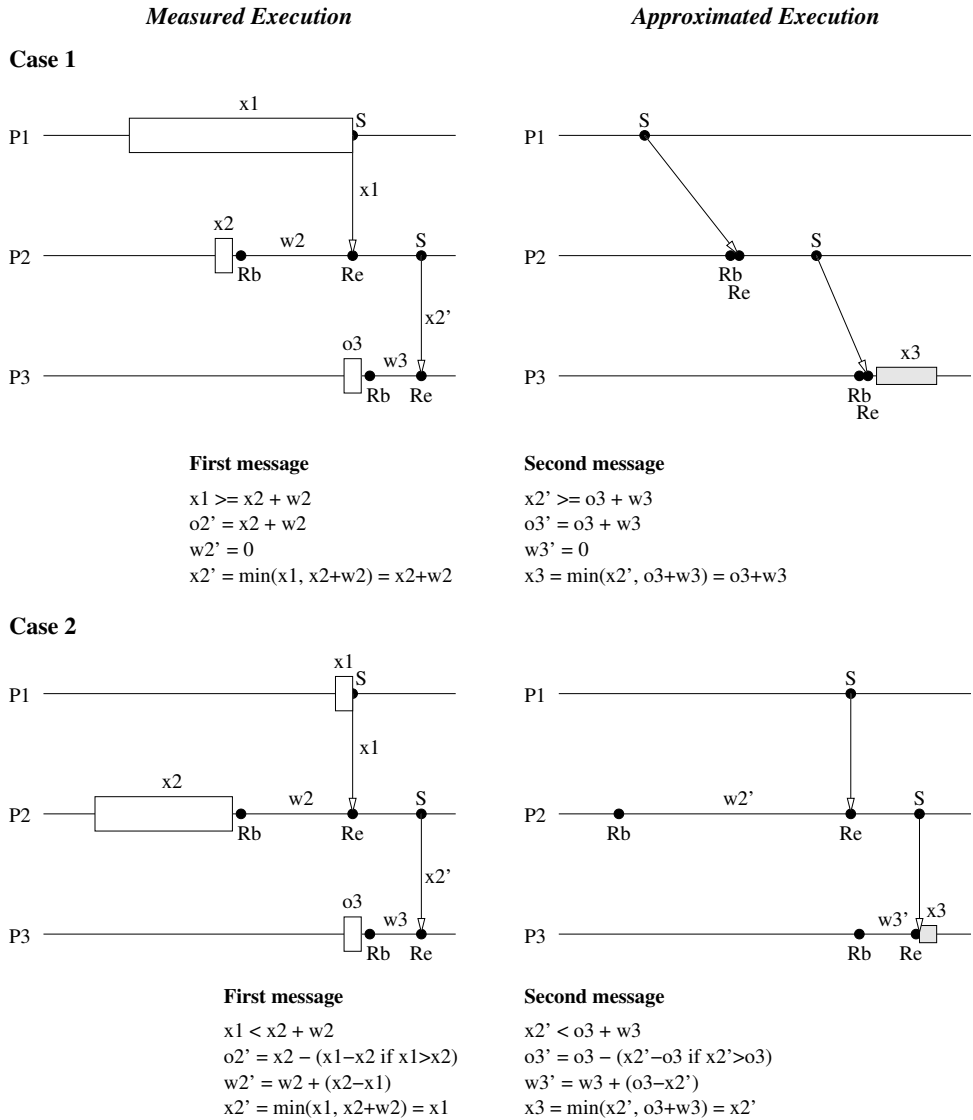 Measured Execution
Approximated Execution
Case 1
x1
S
P1
x1
x2
w2
S
P2
Rb
Re
x2’
o3
w3
P3
Rb
Re
S
S
Rb
Re
P1
P2
P3
x3
Rb
Re
First message
x1 >= x2 + w2
o2’ = x2 + w2
w2’ = 0
x2’ = min(x1, x2+w2) = x2+w2
Second message
x2’ >= o3 + w3
o3’ = o3 + w3
w3’ = 0
x3 = min(x2’, o3+w3) = o3+w3
Case 2
x1
S
P1
x1
x2
w2
S
P2
Rb
Re
x2’
o3
w3
P3
Rb
Re
S
P1
w2’
S
P2
Rb
Re
w3’
x3
P3
Rb
Re
First message
x1 < x2 + w2
o2’ = x2 − (x1−x2 if x1>x2)
w2’ = w2 + (x2−x1)
x2’ = min(x1, x2+w2) = x1
Second message
x2’ < o3 + w3
o3’ = o3 − (x2’−o3 if x2’>o3)
w3’ = w3 + (o3−x2’)
x3 = min(x2’, o3+w3) = x2’